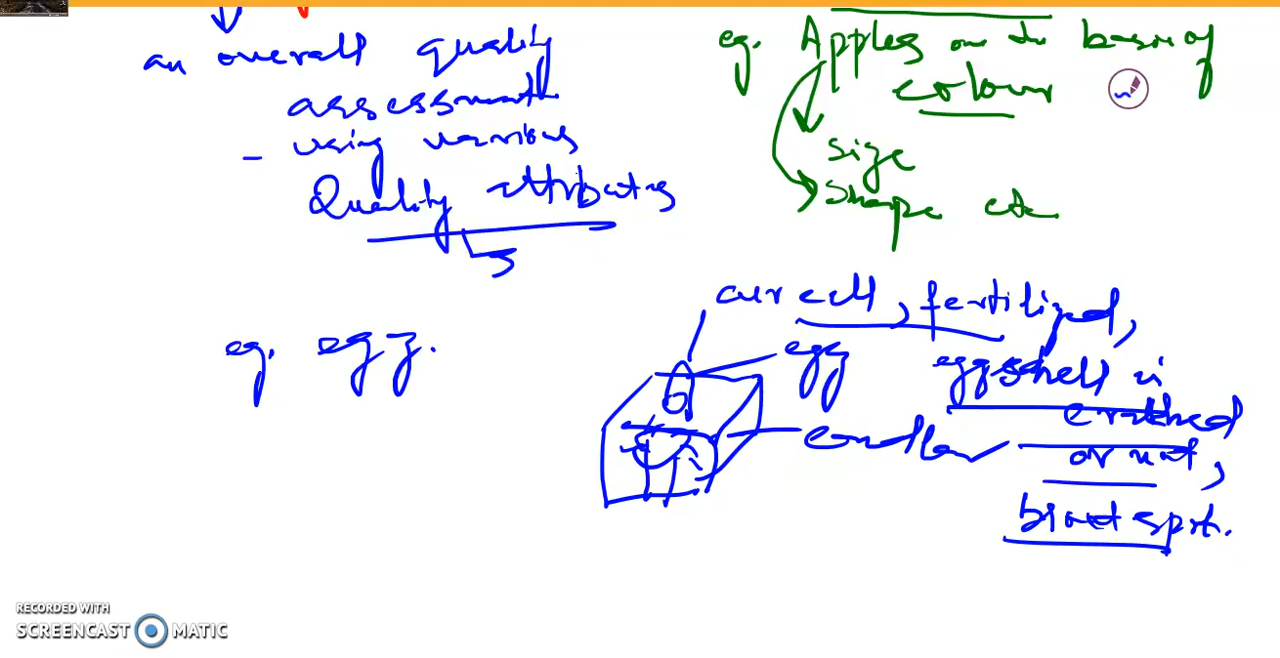 an overall quality
assessment
- using various
Quality attributes
eg. Apples on the basis of
colour
size
shape etc
eg. egg.
air cell, fertilized,
egg
eggshell is
cracked
or not,
candler
blood spot.
RECORDED WITH
SCREENCAST MATIC